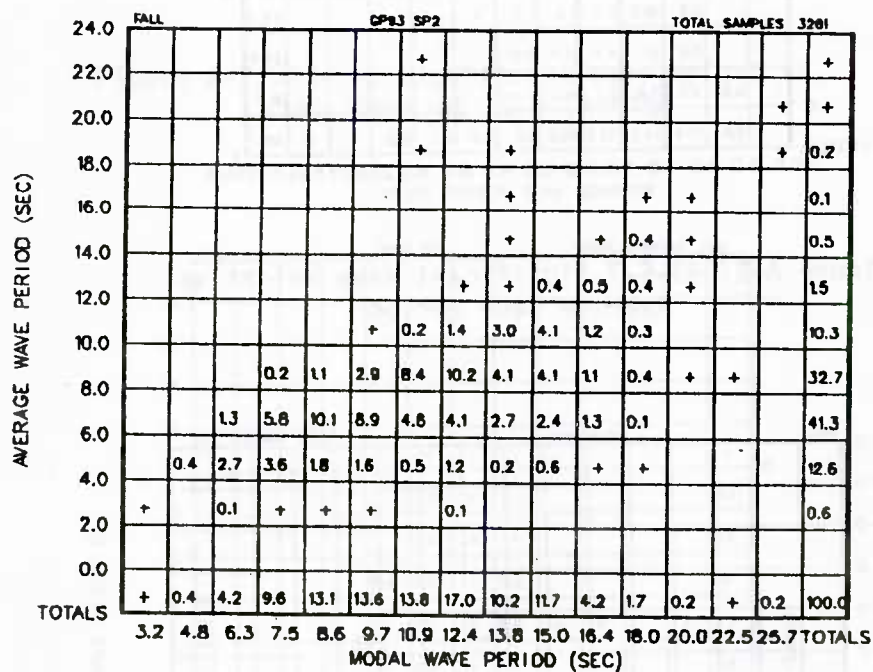 FALL GP93 SP2 TOTAL SAMPLES 3281
24.0
+ +
22.0
+ +
20.0
+ + + 0.2
18.0
+ + + 0.1
16.0
+ + 0.4 + 0.5
14.0
+ + 0.4 0.5 0.4 + 1.5
12.0
+ 0.2 1.4 3.0 4.1 1.2 0.3 10.3
10.0
0.2 1.1 2.9 8.4 10.2 4.1 4.1 1.1 0.4 + + 32.7
8.0
1.3 5.8 10.1 8.9 4.8 4.1 2.7 2.4 1.3 0.1 41.3
6.0
0.4 2.7 3.6 1.8 1.6 0.5 1.2 0.2 0.6 + + 12.6
4.0
+ 0.1 + + + 0.1 0.6
2.0
0.0
+ 0.4 4.2 9.6 13.1 13.6 13.8 17.0 10.2 11.7 4.2 1.7 0.2 + 0.2 100.0
TOTALS
3.2 4.8 6.3 7.5 8.6 9.7 10.9 12.4 13.8 15.0 16.4 18.0 20.0 22.5 25.7 TOTALS
MODAL WAVE PERIOD (SEC)
AVERAGE WAVE PERIOD (SEC)